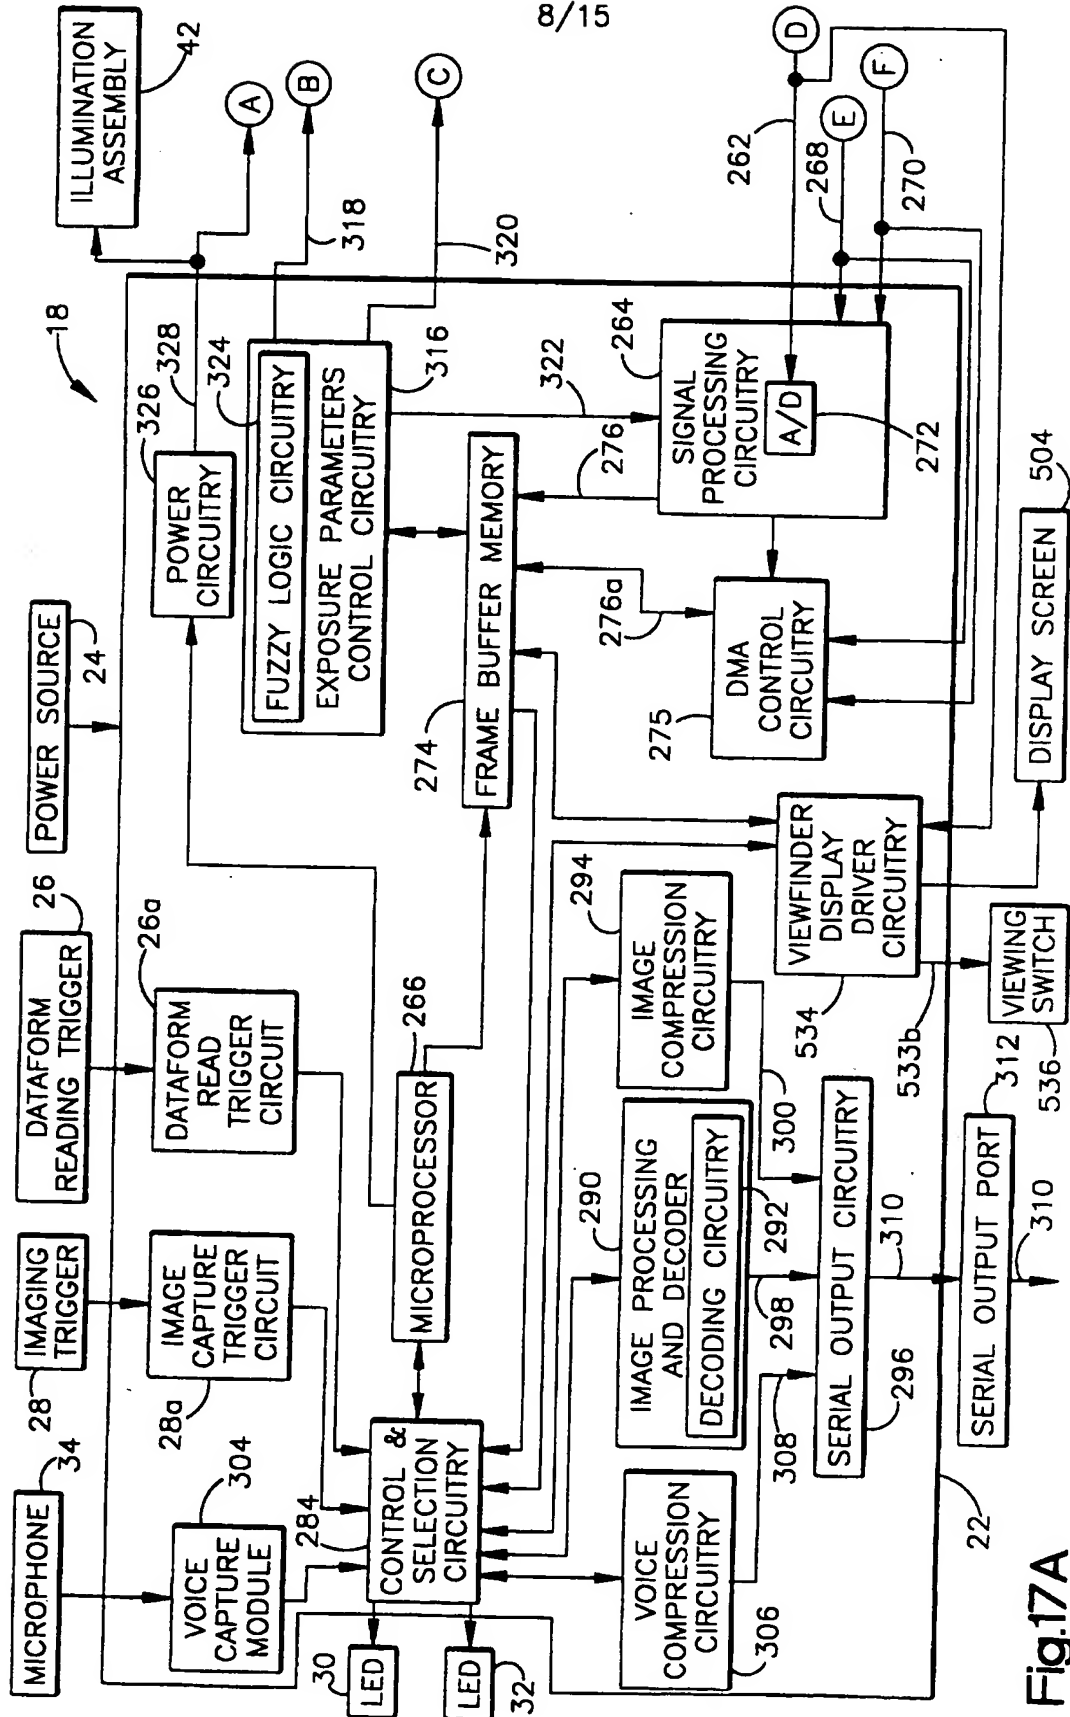 8/15
MICROPHONE
34
28
IMAGING
TRIGGER
DATAFORM
READING TRIGGER
26
POWER SOURCE
24
18
ILLUMINATION
ASSEMBLY
42
VOICE
CAPTURE
MODULE
304
IMAGE
CAPTURE
TRIGGER
CIRCUIT
28a
DATAFORM
READ
TRIGGER
CIRCUIT
26a
POWER
CIRCUITRY
326
328
A
B
318
C
320
FUZZY LOGIC CIRCUITRY
324
EXPOSURE PARAMETERS
CONTROL
CIRCUITRY
316
30
LED
LED
32
284
CONTROL &
SELECTION
CIRCUITRY
MICROPROCESSOR
266
274
FRAME BUFFER MEMORY
276
322
276a
SIGNAL
PROCESSING
CIRCUITRY
264
A/D
272
262
D
268
E
270
F
275
DMA
CONTROL
CIRCUITRY
VOICE
COMPRESSION
CIRCUITRY
306
290
IMAGE PROCESSING
AND DECODER
DECODING CIRCUITRY
292
294
IMAGE
COMPRESSION
CIRCUITRY
300
298
308
534
VIEWFINDER
DISPLAY
DRIVER
CIRCUITRY
533b
SERIAL OUTPUT CIRCUITRY
296
310
22
SERIAL OUTPUT PORT
312
310
VIEWING
SWITCH
536
DISPLAY SCREEN
504
Fig.17A